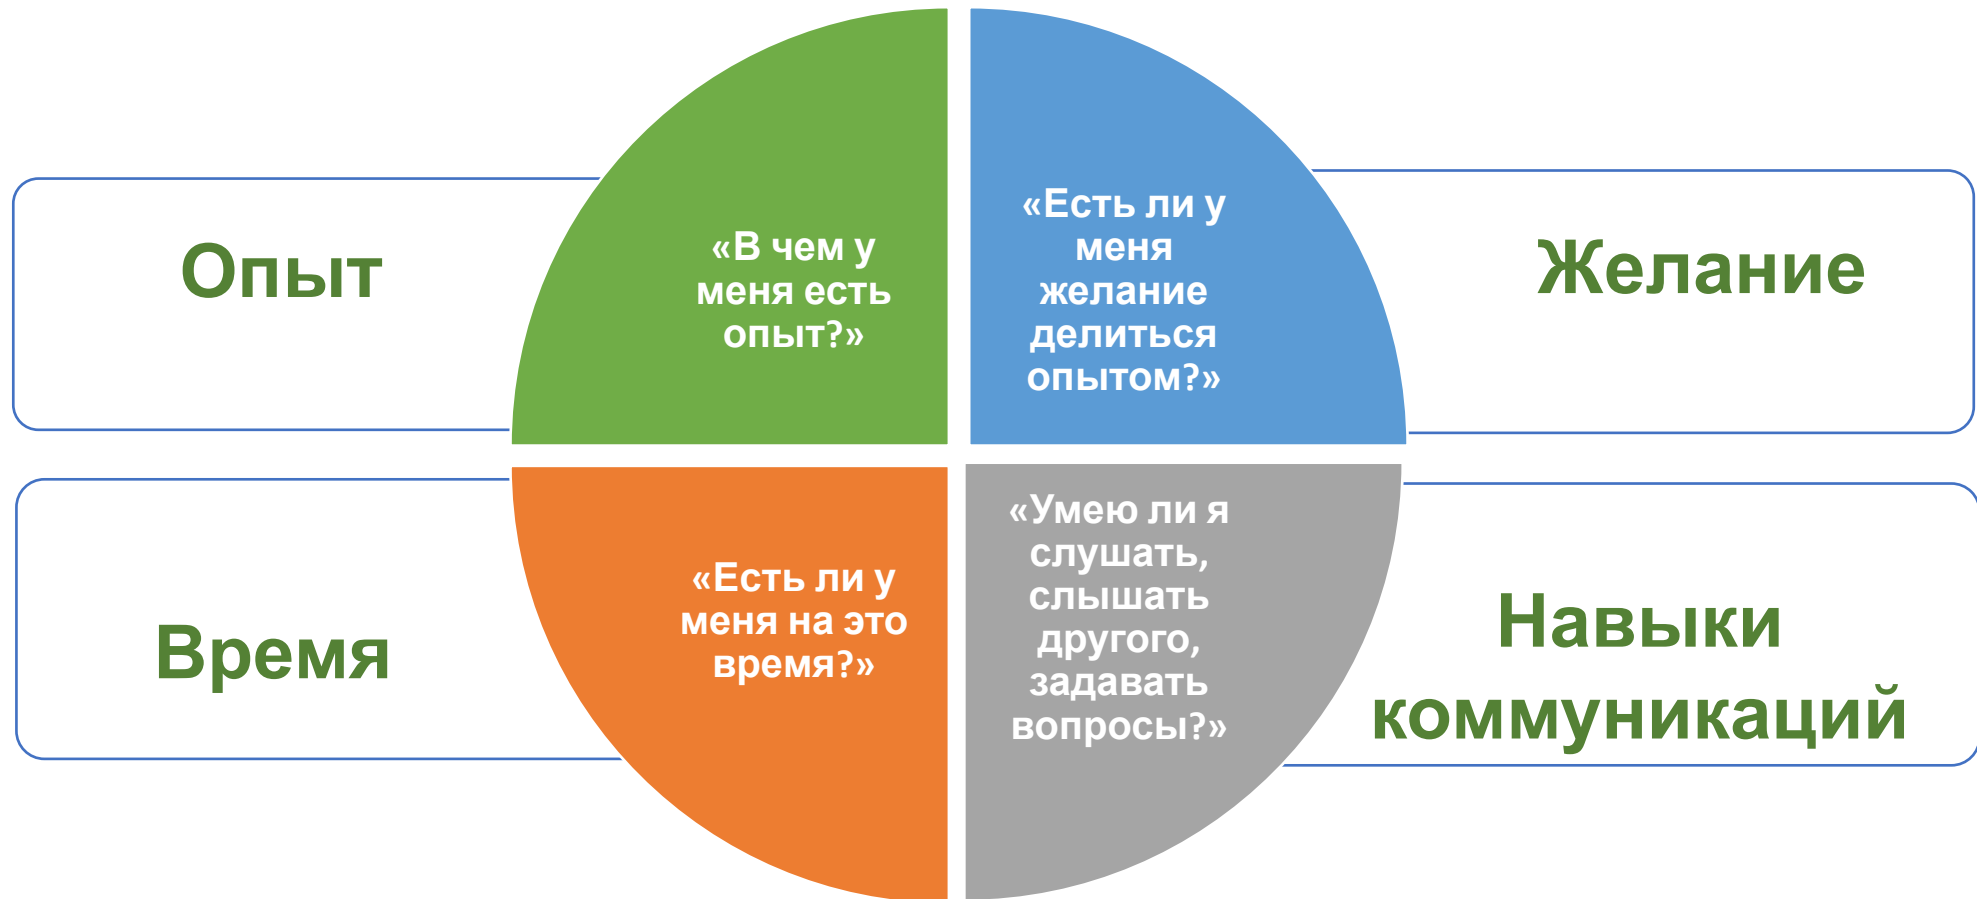 Опыт
«В чем у
меня есть
опыт?»
«Есть ли у
меня
желание
делиться
опытом?»
Желание
Время
«Есть ли у
меня на это
время?»
«Умею ли я
слушать,
слышать
другого,
задавать
вопросы?»
Навыки
коммуникаций